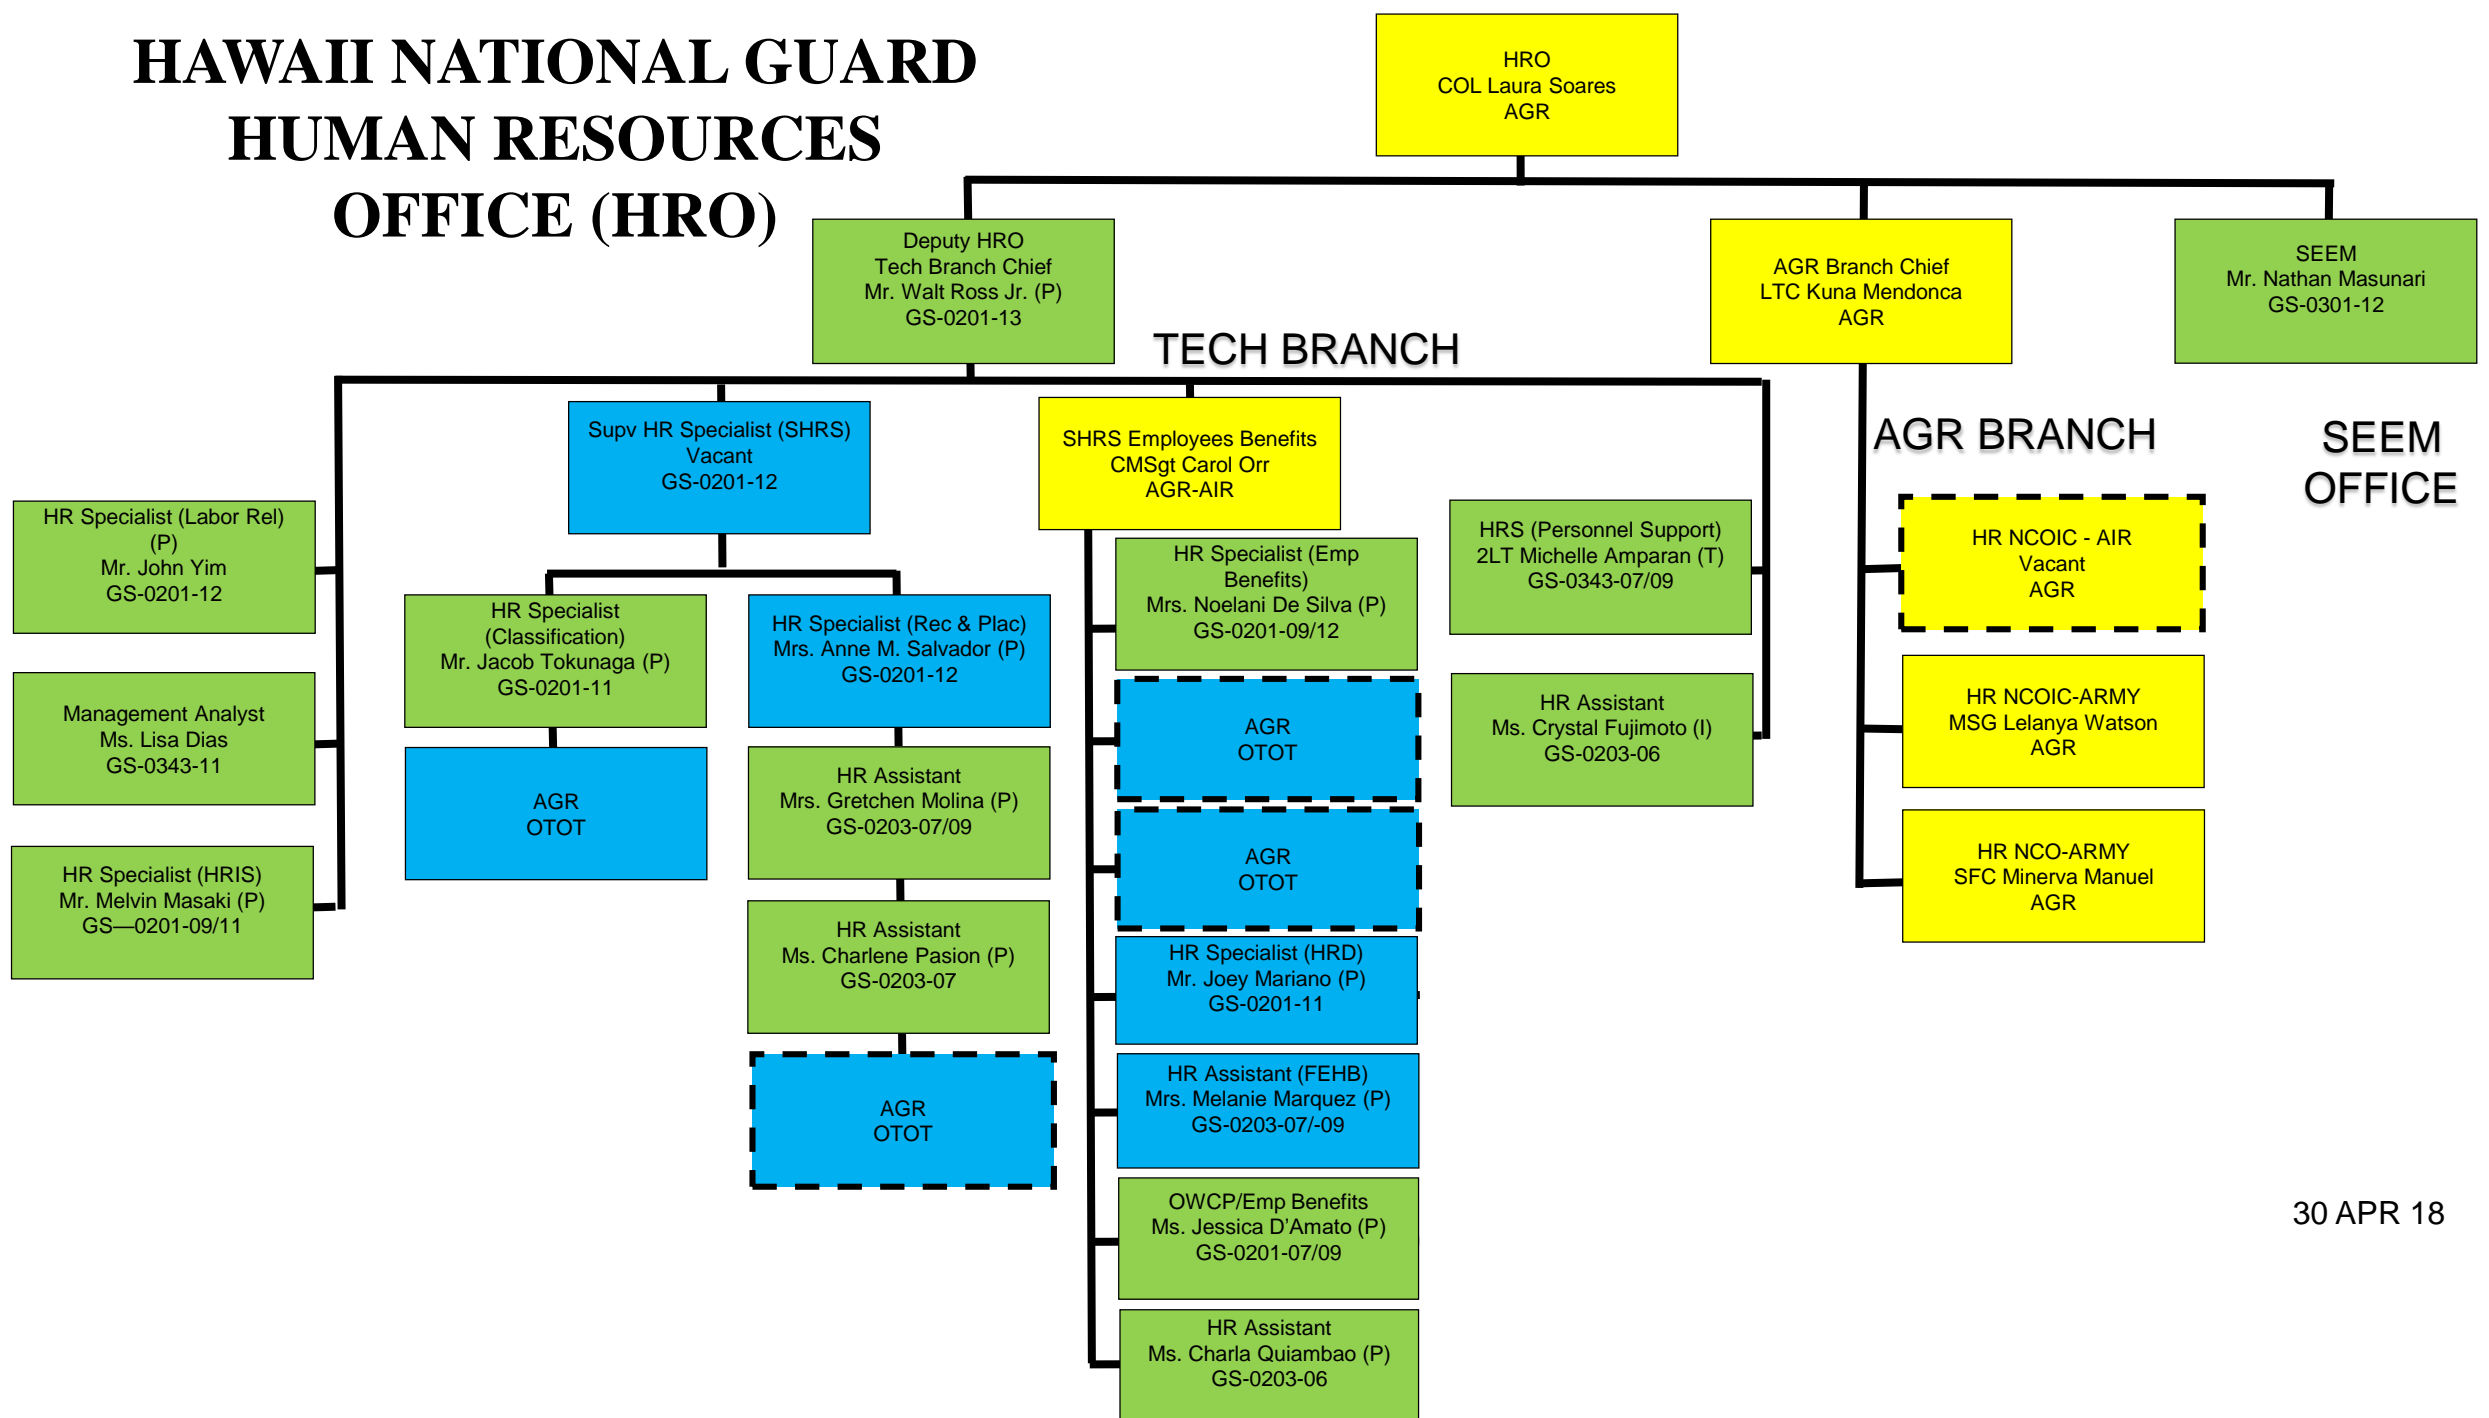 HAWAII NATIONAL GUARD
HUMAN RESOURCES
OFFICE (HRO)
HRO
COL Laura Soares
AGR
Deputy HRO
Tech Branch Chief
Mr. Walt Ross Jr. (P)
GS-0201-13
AGR Branch Chief
LTC Kuna Mendonca
AGR
SEEM
Mr. Nathan Masunari
GS-0301-12
TECH BRANCH
AGR BRANCH
SEEM
OFFICE
HR Specialist (Labor Rel)
(P)
Mr. John Yim
GS-0201-12
Management Analyst
Ms. Lisa Dias
GS-0343-11
HR Specialist (HRIS)
Mr. Melvin Masaki (P)
GS—0201-09/11
Supv HR Specialist (SHRS)
Vacant
GS-0201-12
HR Specialist
(Classification)
Mr. Jacob Tokunaga (P)
GS-0201-11
AGR
OTOT
HR Specialist (Rec & Plac)
Mrs. Anne M. Salvador (P)
GS-0201-12
HR Assistant
Mrs. Gretchen Molina (P)
GS-0203-07/09
HR Assistant
Ms. Charlene Pasion (P)
GS-0203-07
AGR
OTOT
SHRS Employees Benefits
CMSgt Carol Orr
AGR-AIR
HR Specialist (Emp
Benefits)
Mrs. Noelani De Silva (P)
GS-0201-09/12
AGR
OTOT
AGR
OTOT
HR Specialist (HRD)
Mr. Joey Mariano (P)
GS-0201-11
HR Assistant (FEHB)
Mrs. Melanie Marquez (P)
GS-0203-07/-09
OWCP/Emp Benefits
Ms. Jessica D'Amato (P)
GS-0201-07/09
HR Assistant
Ms. Charla Quiambao (P)
GS-0203-06
HRS (Personnel Support)
2LT Michelle Amparan (T)
GS-0343-07/09
HR Assistant
Ms. Crystal Fujimoto (I)
GS-0203-06
HR NCOIC - AIR
Vacant
AGR
HR NCOIC-ARMY
MSG Lelanya Watson
AGR
HR NCO-ARMY
SFC Minerva Manuel
AGR
30 APR 18